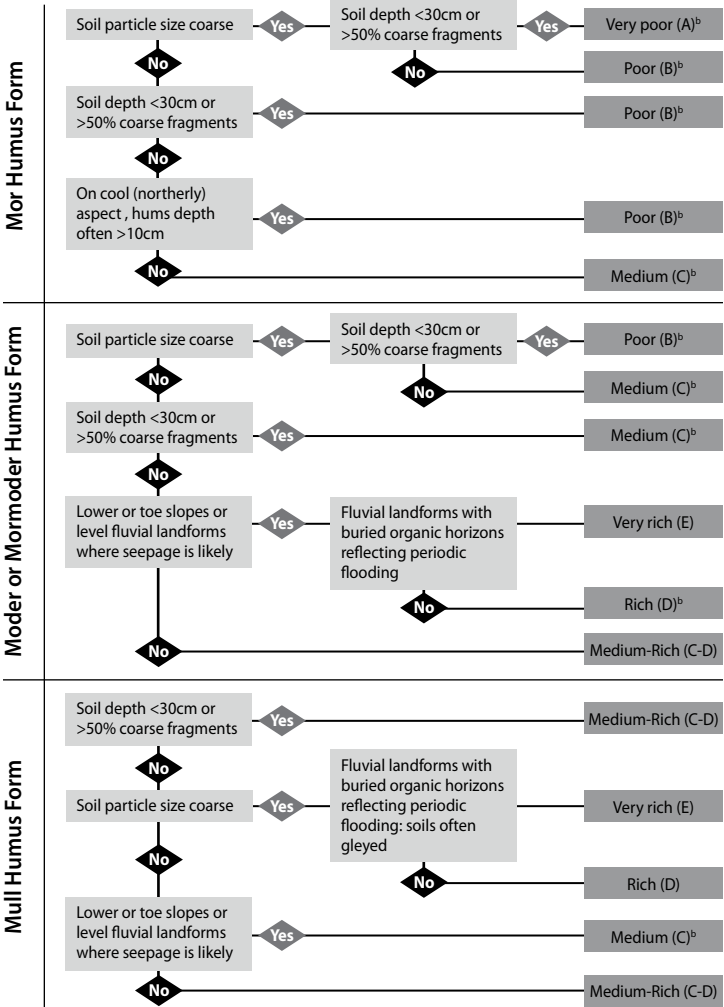 Mor Humus Form
Soil particle size coarse
Yes
Soil depth <30cm or
>50% coarse fragments
Yes
Very poor (A)ᵇ
No
No
Poor (B)ᵇ
Soil depth <30cm or
>50% coarse fragments
Yes
Poor (B)ᵇ
No
On cool (northerly)
aspect , hums depth
often >10cm
Yes
Poor (B)ᵇ
No
Medium (C)ᵇ
Moder or Mormoder Humus Form
Soil particle size coarse
Yes
Soil depth <30cm or
>50% coarse fragments
Yes
Poor (B)ᵇ
No
No
Medium (C)ᵇ
Soil depth <30cm or
>50% coarse fragments
Yes
Medium (C)ᵇ
No
Lower or toe slopes or
level fluvial landforms
where seepage is likely
Yes
Fluvial landforms with
buried organic horizons
reflecting periodic
flooding
Very rich (E)
No
Rich (D)ᵇ
No
Medium-Rich (C-D)
Mull Humus Form
Soil depth <30cm or
>50% coarse fragments
Yes
Medium-Rich (C-D)
No
Soil particle size coarse
Yes
Fluvial landforms with
buried organic horizons
reflecting periodic
flooding: soils often
gleyed
Very rich (E)
No
No
Rich (D)
Lower or toe slopes or
level fluvial landforms
where seepage is likely
Yes
Medium (C)ᵇ
No
Medium-Rich (C-D)